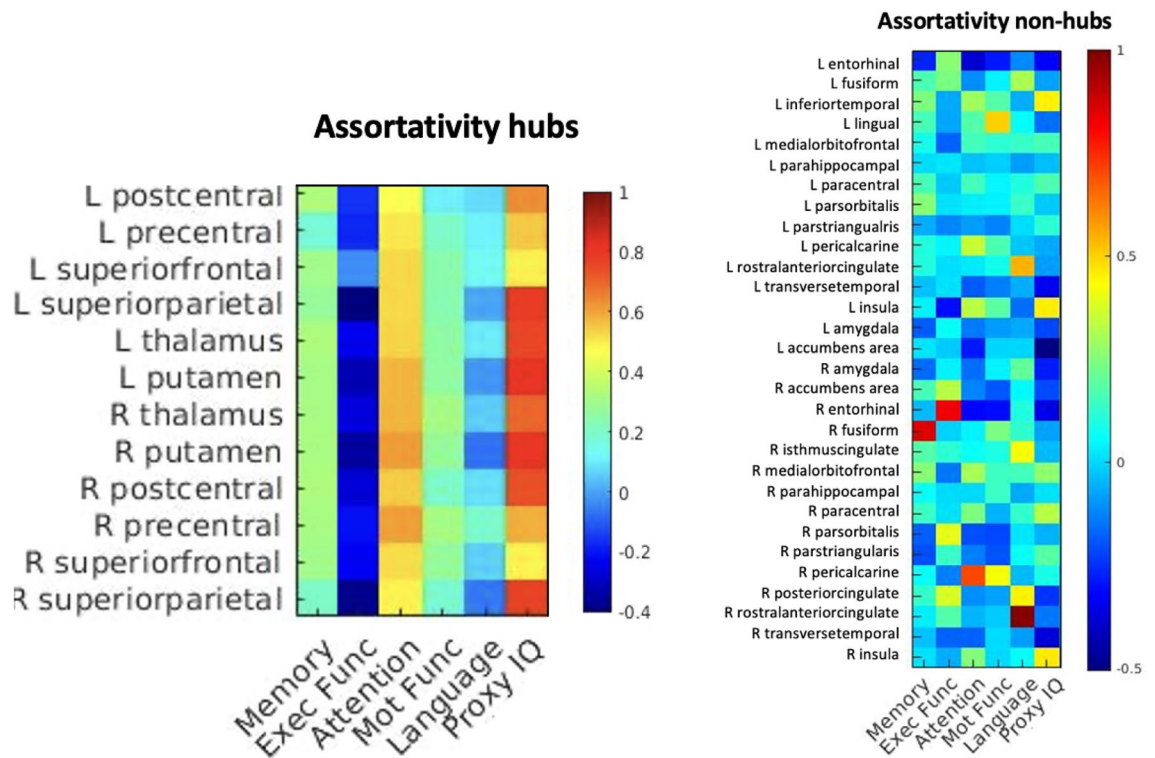 Assortativity hubs
L postcentral
L precentral
L superiorfrontal
L superiorparietal
L thalamus
L putamen
R thalamus
R putamen
R postcentral
R precentral
R superiorfrontal
R superiorparietal
Memory
Exec Func
Attention
Mot Func
Language
Proxy IQ
1
0.8
0.6
0.4
0.2
0
-0.2
-0.4
Assortativity non-hubs
L entorhinal
L fusiform
L inferiortemporal
L lingual
L medialorbitofrontal
L parahippocampal
L paracentral
L parsorbitalis
L parstriangualris
L pericalcarine
L rostralanteriorcingulate
L transversetemporal
L insula
L amygdala
L accumbens area
R amygdala
R accumbens area
R entorhinal
R fusiform
R isthmuscingulate
R medialorbitofrontal
R parahippocampal
R paracentral
R parsorbitalis
R parstriangularis
R pericalcarine
R posteriorcingulate
R rostralanteriorcingulate
R transversetemporal
R insula
Memory
Exec Func
Attention
Mot Func
Language
Proxy IQ
1
0.5
0
-0.5